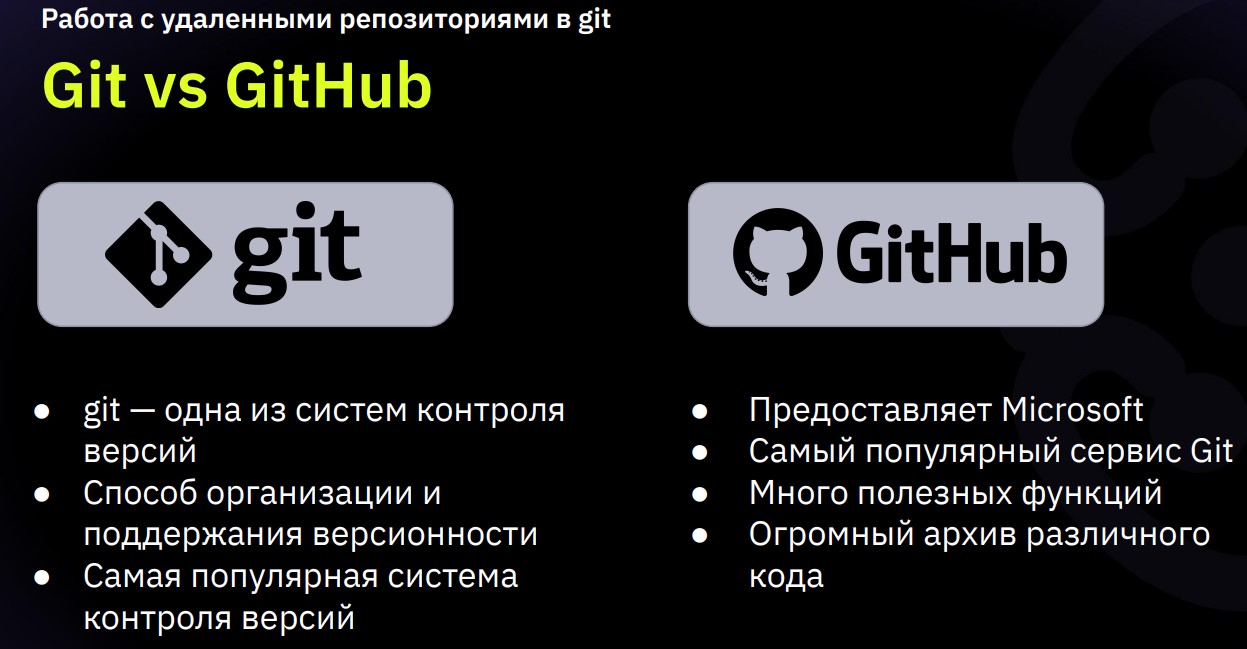 Работа с удаленными репозиториями в git
Git vs GitHub
git
GitHub
● git — одна из систем контроля
версий
● Способ организации и
поддержания версионности
● Самая популярная система
контроля версий
● Предоставляет Microsoft
● Самый популярный сервис Git
● Много полезных функций
● Огромный архив различного
кода